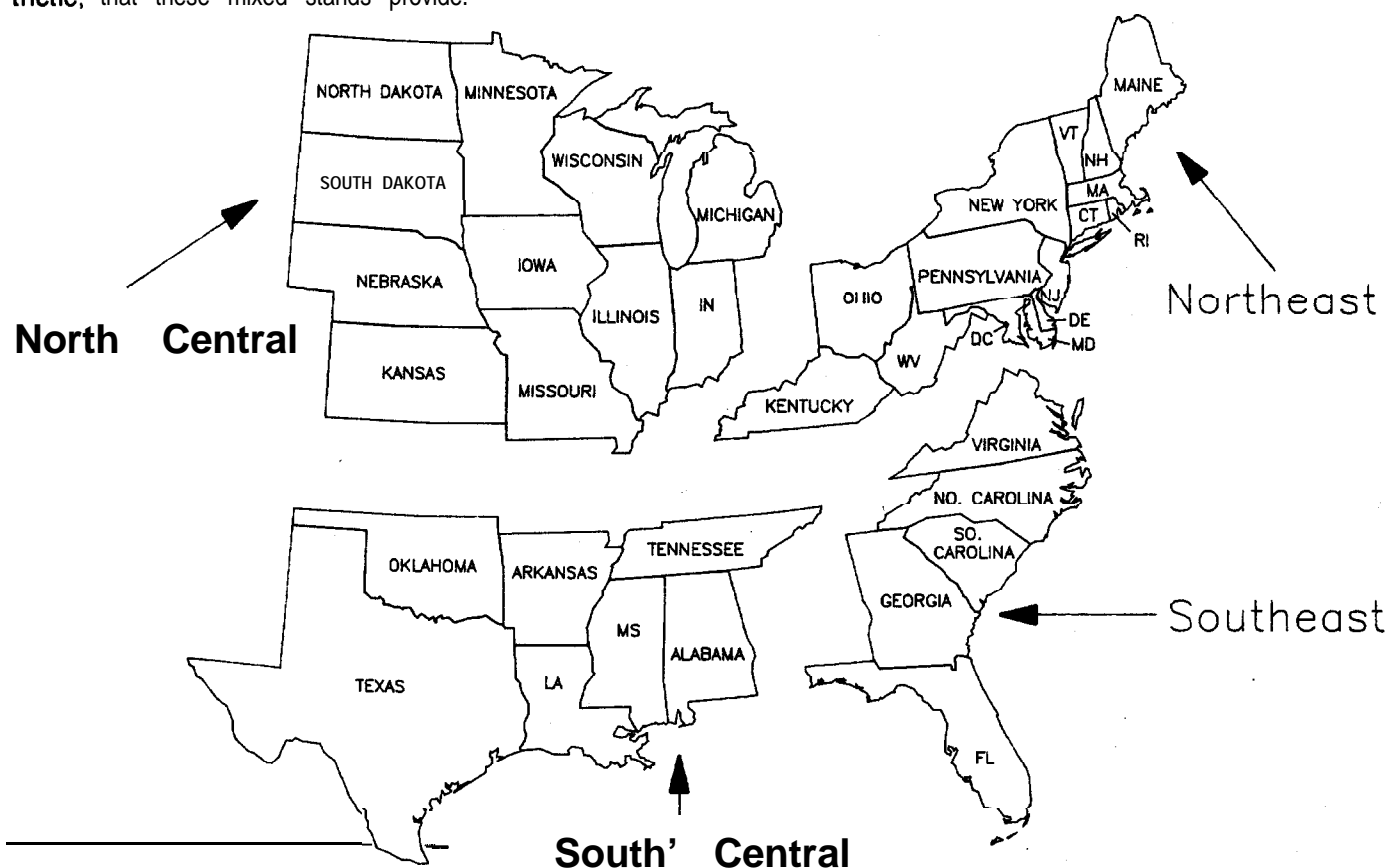 that these mixed stands provide.
MAINE
NORTH DAKOTA
MINNESOTA
VT
WISCONSIN
NH
SOUTH DAKOTA
MA
NEW YORK
CT
MICHIGAN
RI
IOWA
PENNSYLVANIA
NEBRASKA
OHIO
NJ
Northeast
ILLINOIS
IN
DE
North Central
DC
MD
WV
KANSAS
MISSOURI
KENTUCKY
VIRGINIA
NO. CAROLINA
SO.
CAROLINA
TENNESSEE
OKLAHOMA
ARKANSAS
GEORGIA
Southeast
MS
ALABAMA
TEXAS
LA
FL
South' Central